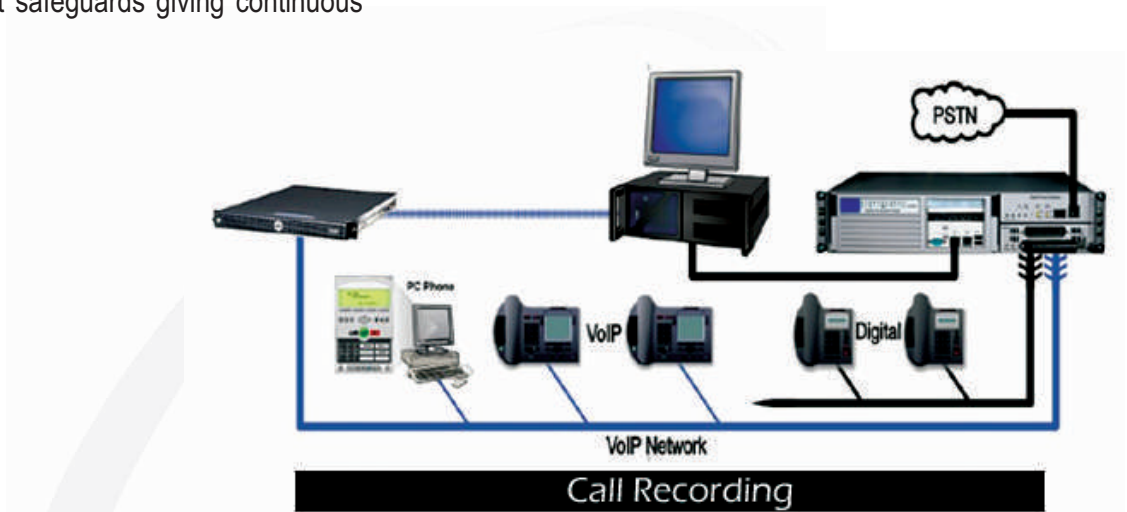 t safeguards giving continuous
PSTN
PC Phone
VoIP
Digital
VoIP Network
Call Recording